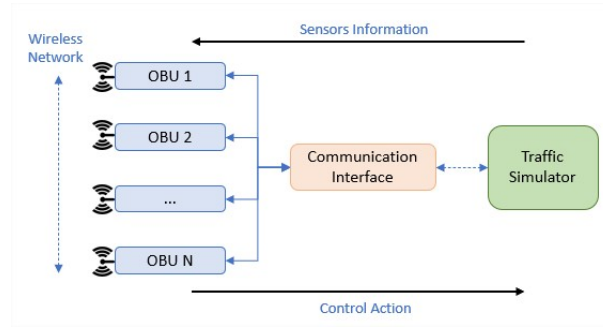 Sensors Information
Wireless
Network
OBU 1
OBU 2
...
OBU N
Communication
Interface
Traffic
Simulator
Control Action